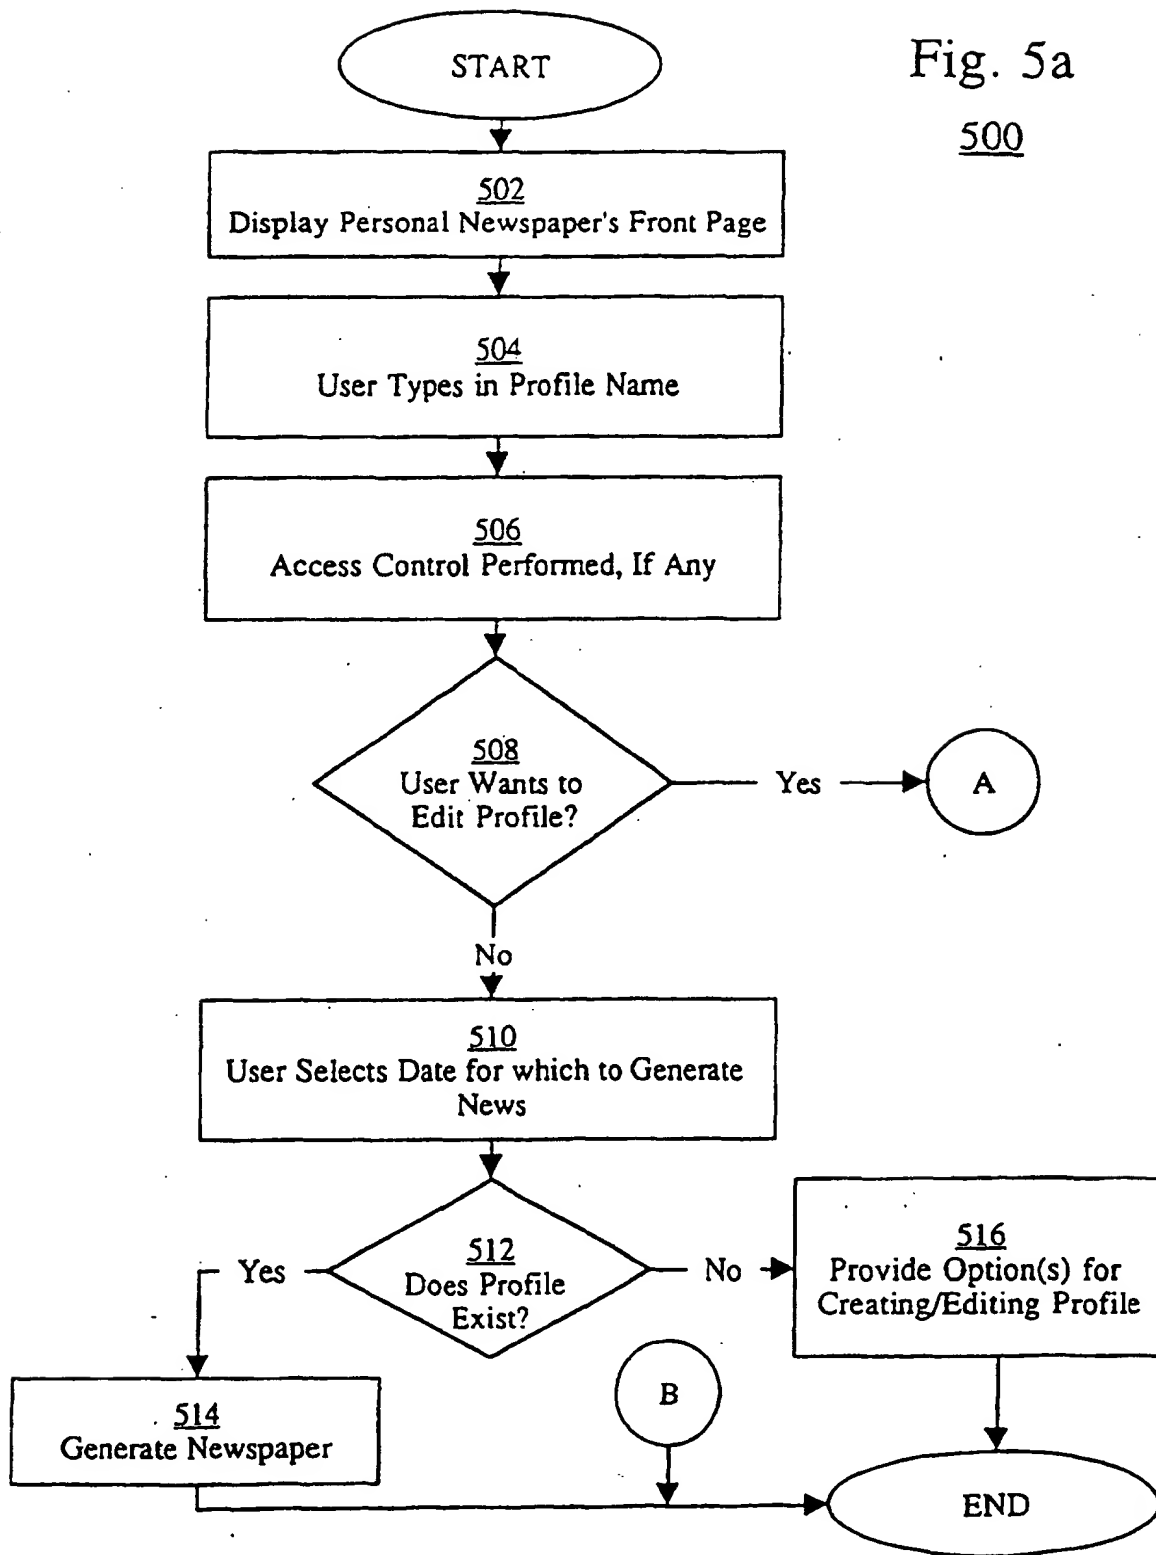 START
Fig. 5a
500
502
Display Personal Newspaper's Front Page
504
User Types in Profile Name
506
Access Control Performed, If Any
508
User Wants to
Edit Profile?
Yes
A
No
510
User Selects Date for which to Generate
News
512
Does Profile
Exist?
Yes
No
516
Provide Option(s) for
Creating/Editing Profile
B
514
Generate Newspaper
END